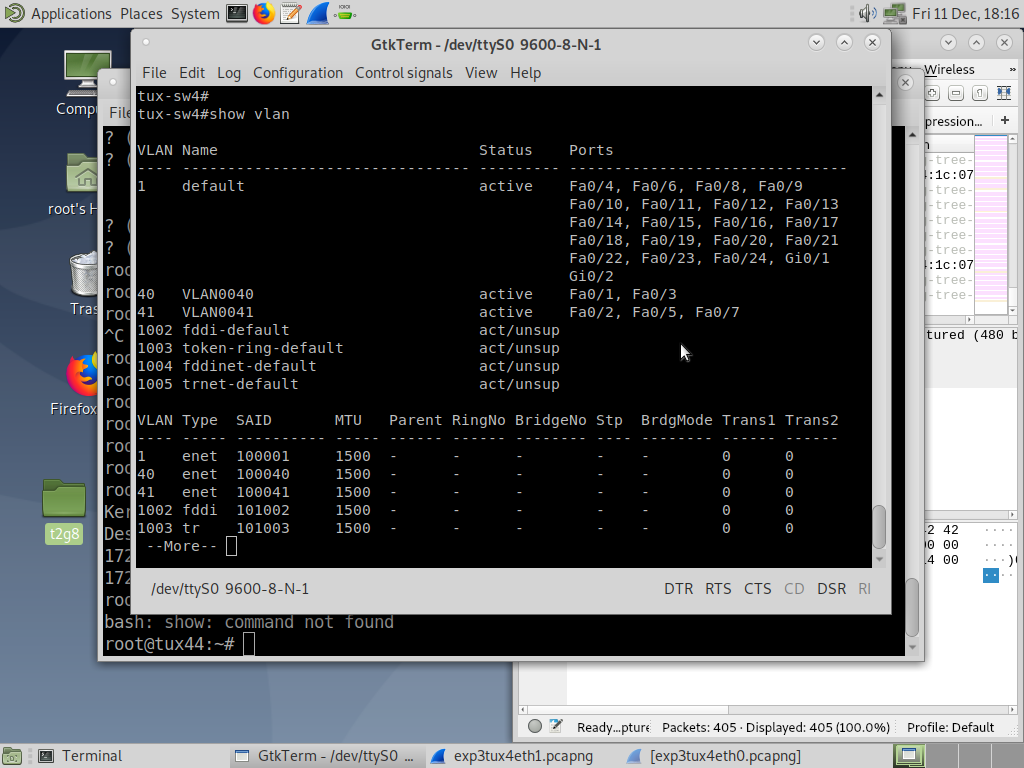 Applications Places System Fri 11 Dec, 18:16
GtkTerm - /dev/ttyS0 9600-8-N-1
File Edit Log Configuration Control signals View Help
Wireless »
pression... +
tux-sw4#
tux-sw4#show vlan
VLAN Name Status Ports
---- -------------------------------- --------- -------------------------------
1 default active Fa0/4, Fa0/6, Fa0/8, Fa0/9
Fa0/10, Fa0/11, Fa0/12, Fa0/13
Fa0/14, Fa0/15, Fa0/16, Fa0/17
Fa0/18, Fa0/19, Fa0/20, Fa0/21
Fa0/22, Fa0/23, Fa0/24, Gi0/1
Gi0/2
40 VLAN0040 active Fa0/1, Fa0/3
41 VLAN0041 active Fa0/2, Fa0/5, Fa0/7
1002 fddi-default act/unsup
1003 token-ring-default act/unsup
1004 fddinet-default act/unsup
1005 trnet-default act/unsup
VLAN Type SAID MTU Parent RingNo BridgeNo Stp BrdgMode Trans1 Trans2
---- ----- ---------- ----- ------ ------ -------- ---- -------- ------ ------
1 enet 100001 1500 - - - - - 0 0
40 enet 100040 1500 - - - - - 0 0
41 enet 100041 1500 - - - - - 0 0
1002 fddi 101002 1500 - - - - - 0 0
1003 tr 101003 1500 - - - - - 0 0
--More--
/dev/ttyS0 9600-8-N-1 DTR RTS CTS CD DSR RI
bash: show: command not found
root@tux44:~#
Comp
root's H
Tras
Firefox
t2g8
File
? (
? (
? (
? (
roo
roo
roo
^C
roo
roo
roo
roo
roo
roo
roo
Ker
Des
172
172
roo
g-tree-
4:1c:07
g-tree-
g-tree-
g-tree-
g-tree-
4:1c:07
g-tree-
g-tree-
tured (480 b
2 42 ····
00 00 ····
4 00 ···)
··
Ready...pture Packets: 405 · Displayed: 405 (100.0%) Profile: Default
Terminal GtkTerm - /dev/ttyS0 ... exp3tux4eth1.pcapng [exp3tux4eth0.pcapng]